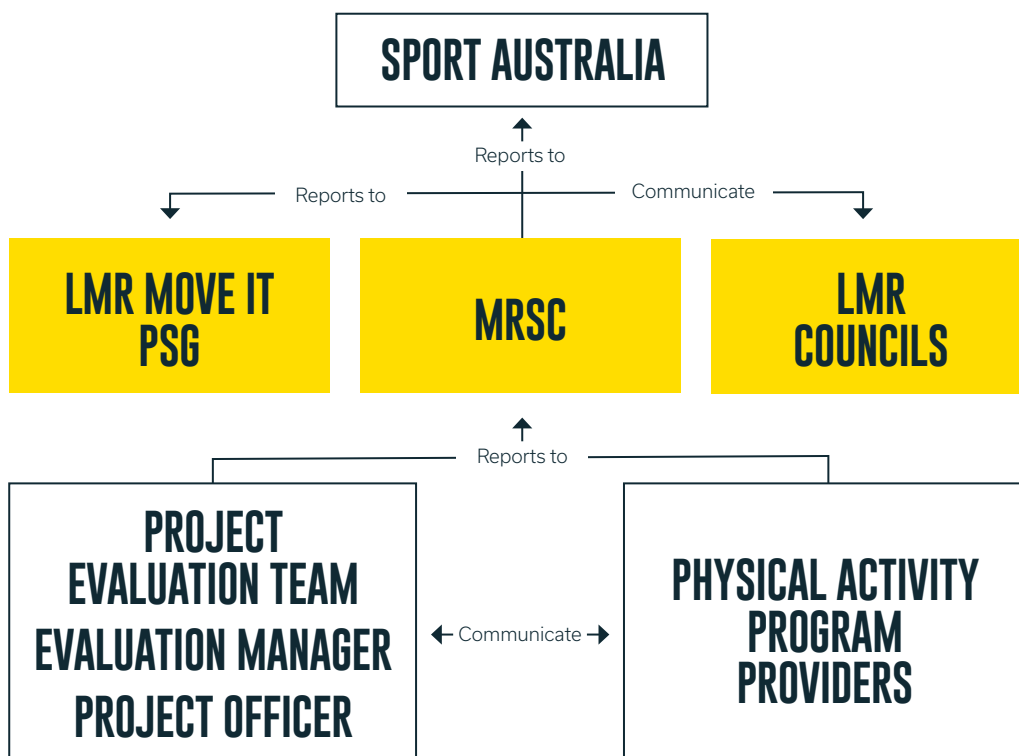 SPORT AUSTRALIA
Reports to
Reports to
Communicate
LMR MOVE IT
PSG
MRSC
LMR
COUNCILS
Reports to
PROJECT
EVALUATION TEAM
EVALUATION MANAGER
PROJECT OFFICER
Communicate
PHYSICAL ACTIVITY
PROGRAM
PROVIDERS